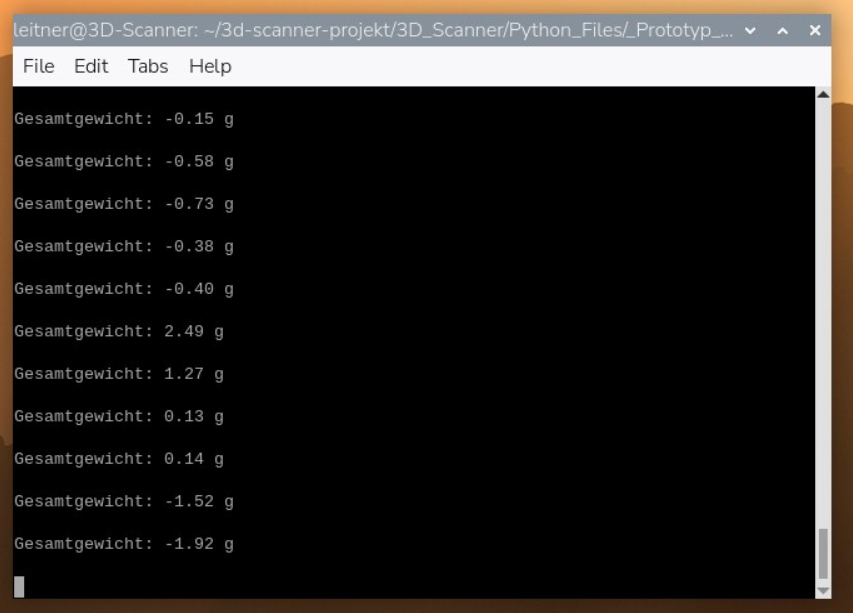 leitner@3D-Scanner: ~/3d-scanner-projekt/3D_Scanner/Python_Files/_Prototyp_...
File Edit Tabs Help
Gesamtgewicht: -0.15 g
Gesamtgewicht: -0.58 g
Gesamtgewicht: -0.73 g
Gesamtgewicht: -0.38 g
Gesamtgewicht: -0.40 g
Gesamtgewicht: 2.49 g
Gesamtgewicht: 1.27 g
Gesamtgewicht: 0.13 g
Gesamtgewicht: 0.14 g
Gesamtgewicht: -1.52 g
Gesamtgewicht: -1.92 g